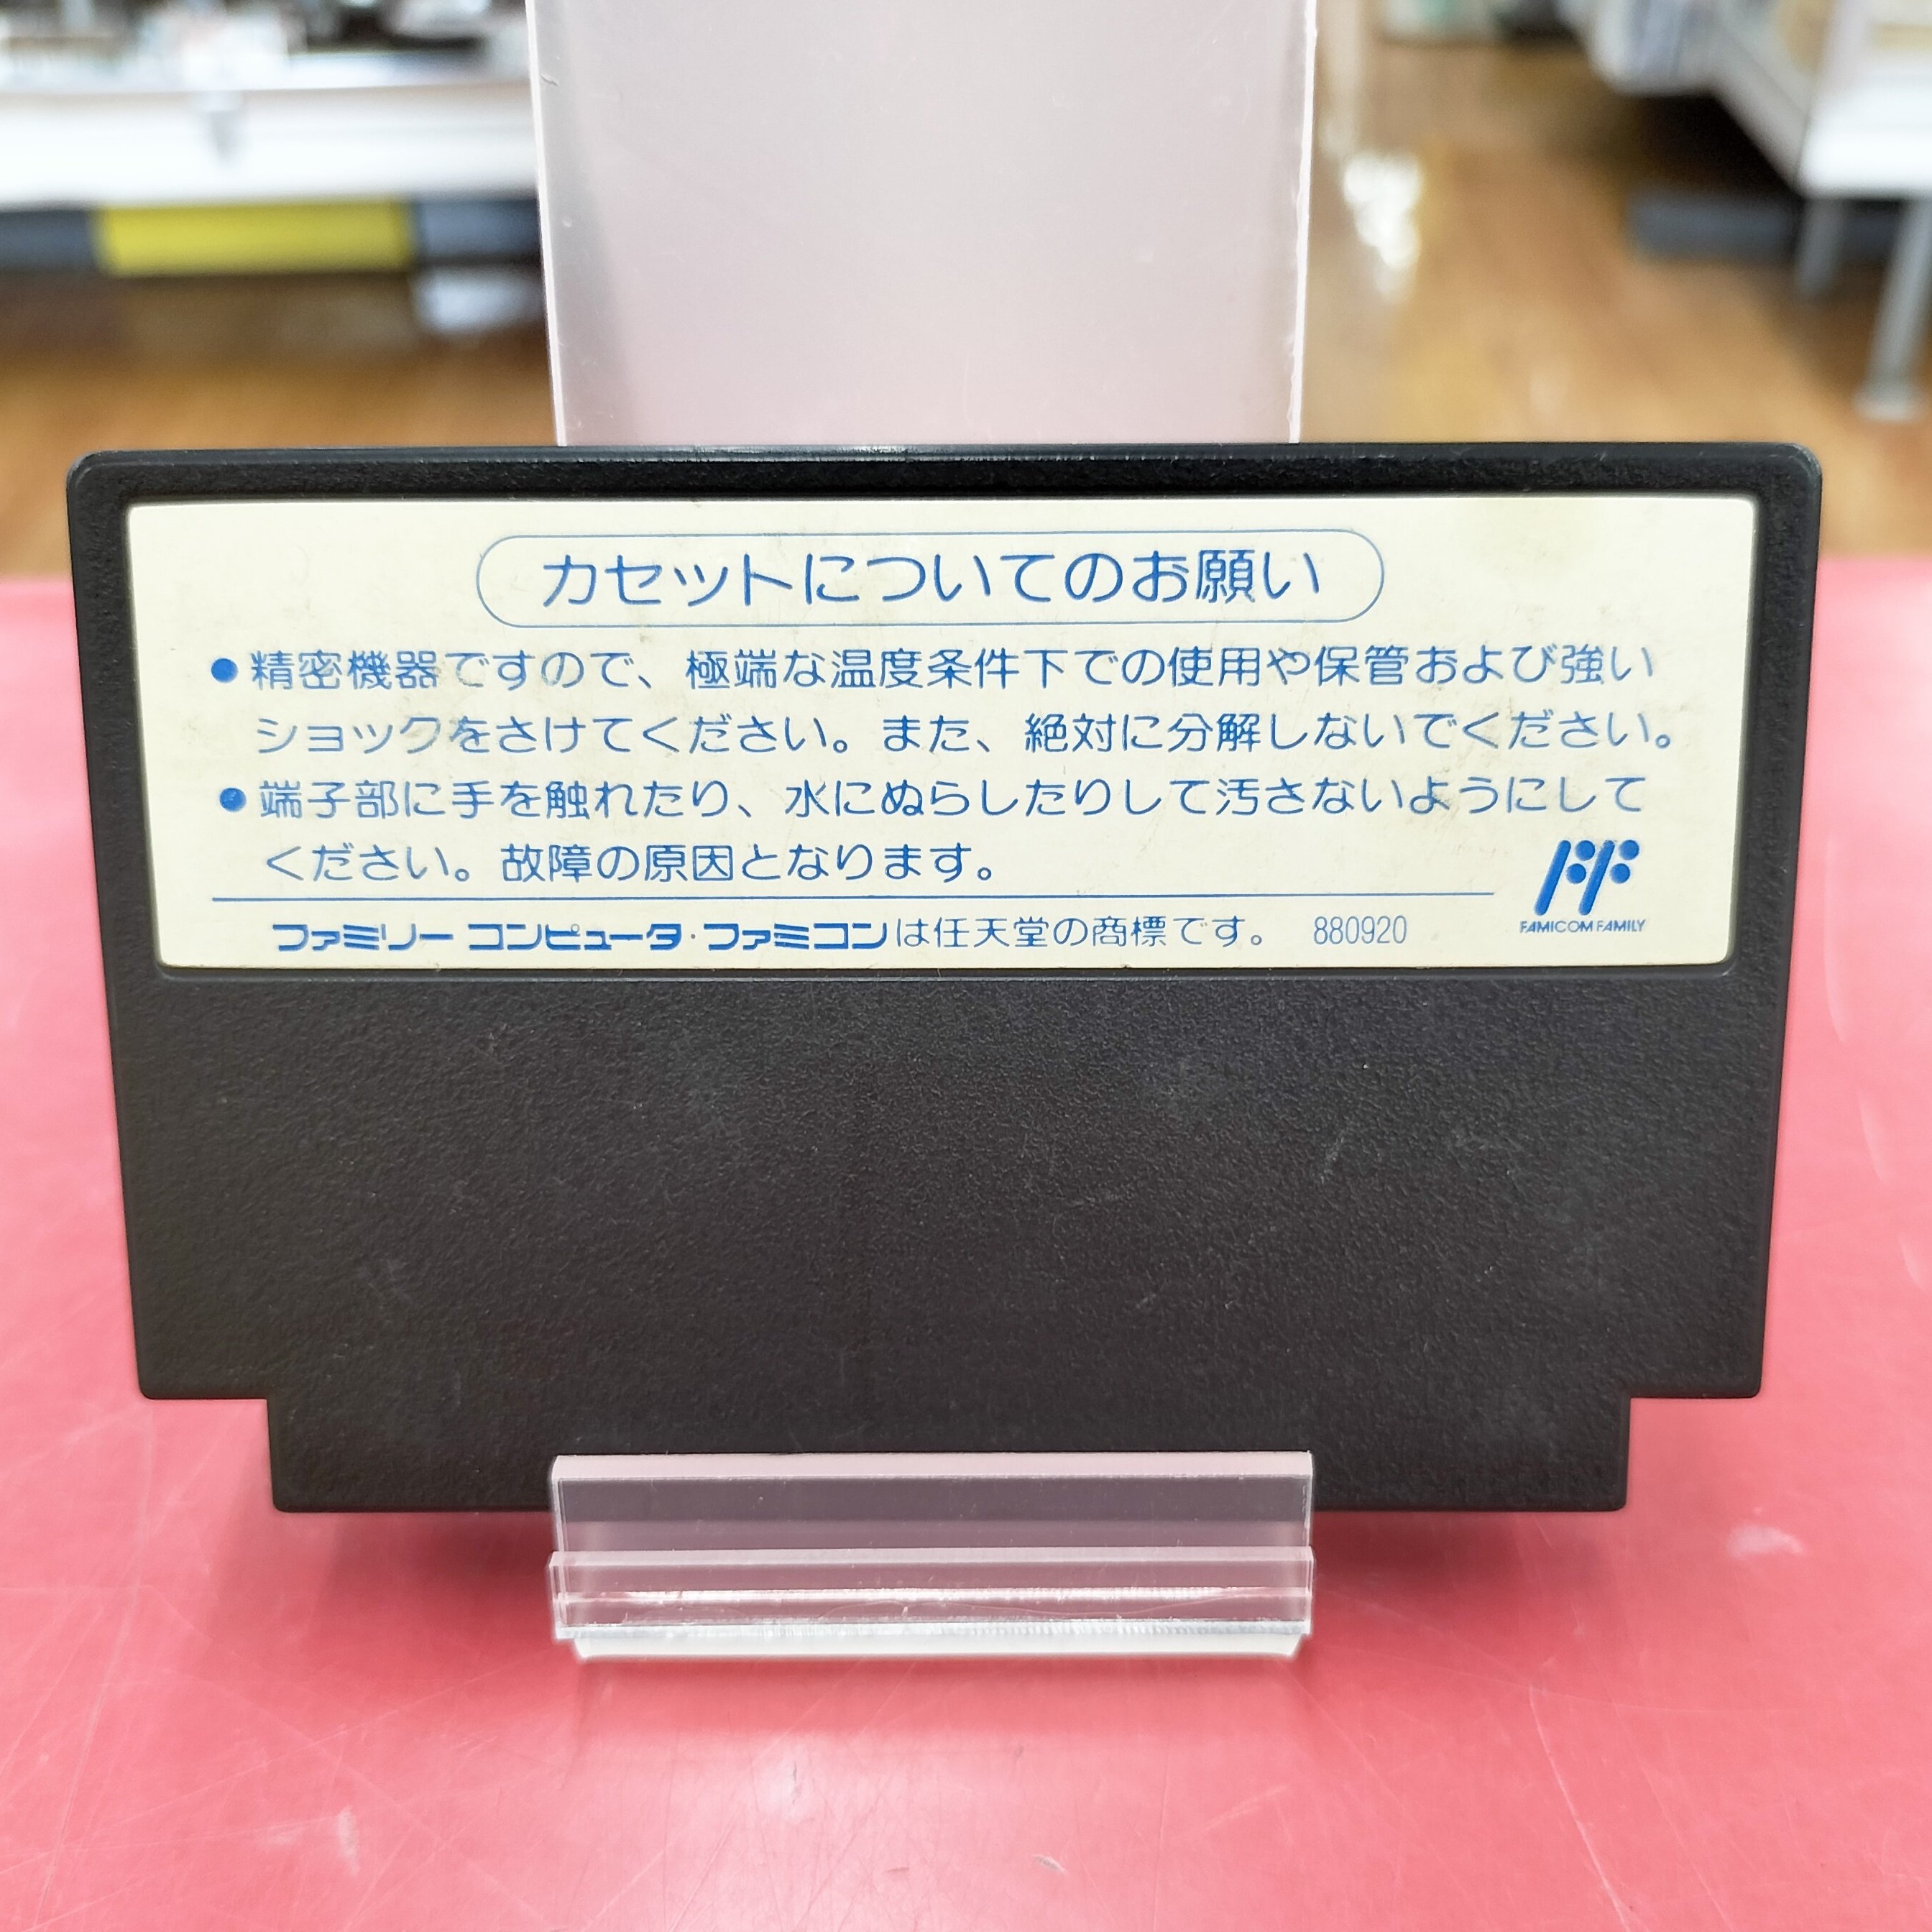 カセットについてのお願い
●精密機器ですので、極端な温度条件下での使用や保管および強い
ショックをさけてください。また、絶対に分解しないでください。
●端子部に手を触れたり、水にぬらしたりして汚さないようにして
ください。故障の原因となります。
ファミリーコンピュータ・ファミコンは任天堂の商標です。 880920
FAMICOM FAMILY